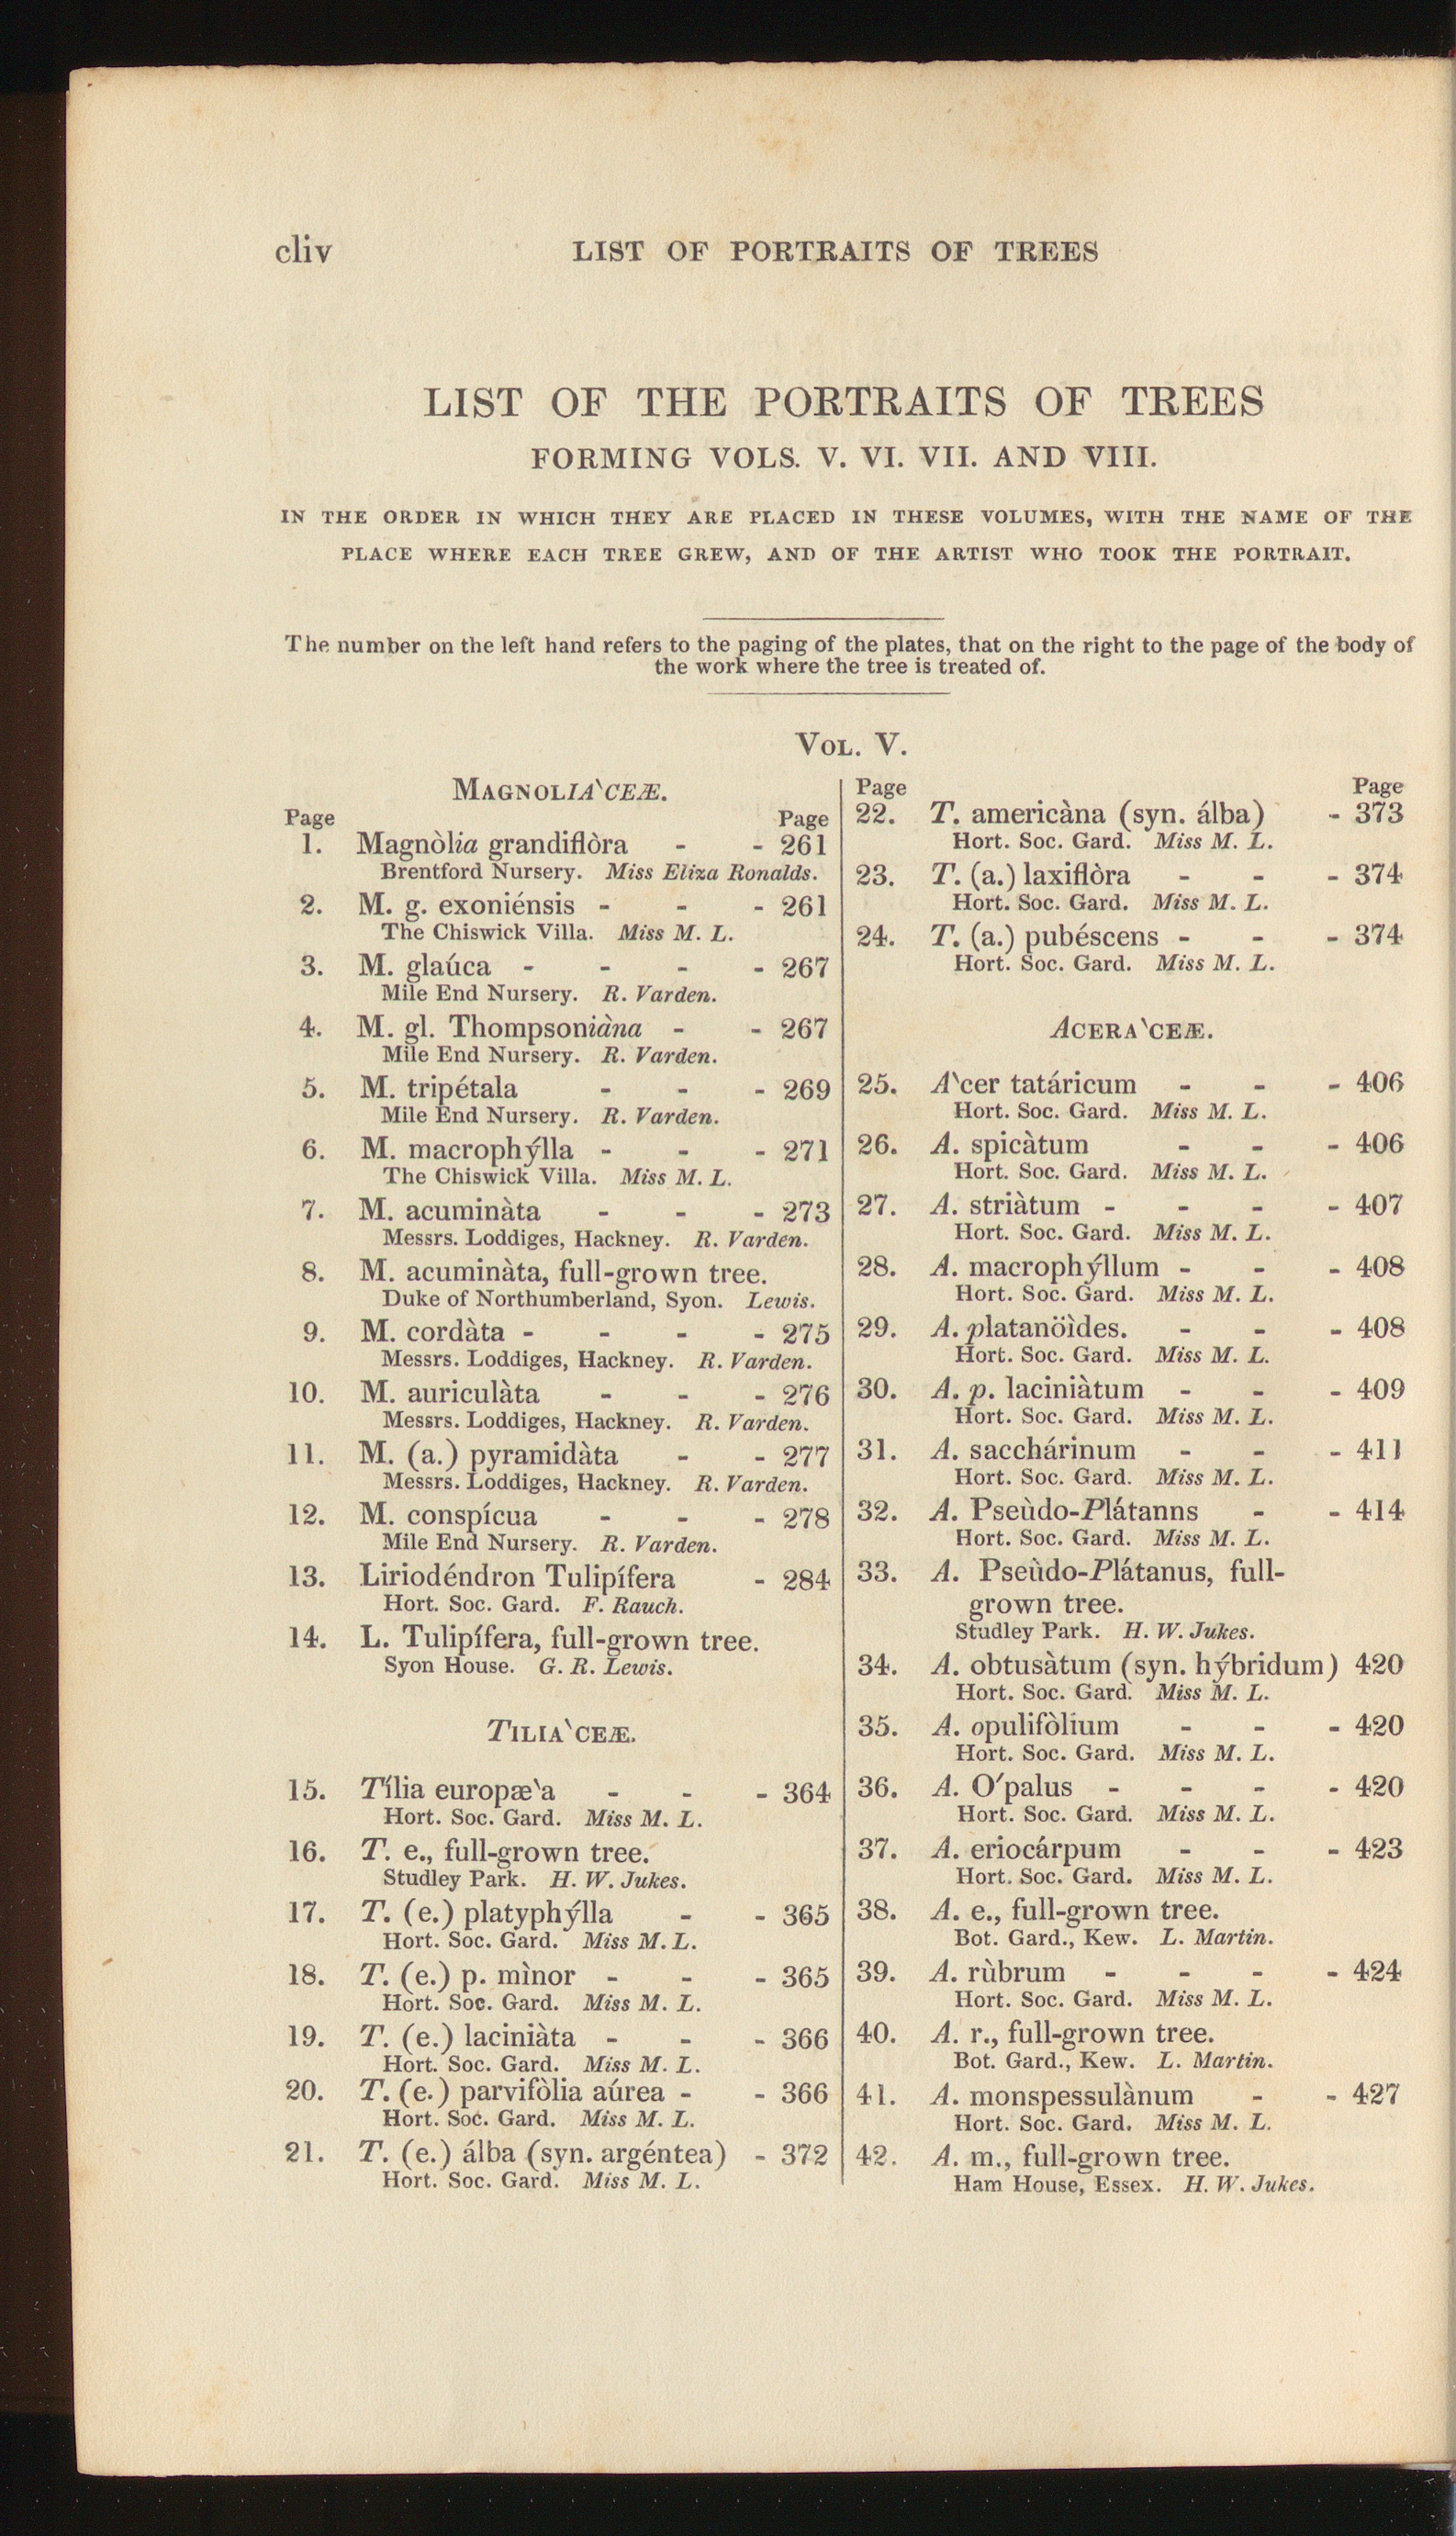 cliv LIST OF PORTRAITS OF TREES
LIST OF THE PORTRAITS OF TREES
FORMING VOLS. V. VI. VII. AND VIII.
IN THE ORDER IN WHICH THEY ARE PLACED IN THESE VOLUMES, WITH THE NAME OF THE
PLACE WHERE EACH TREE GREW, AND OF THE ARTIST WHO TOOK THE PORTRAIT.
The number on the left hand refers to the paging of the plates, that on the right to the page of the body of
the work where the tree is treated of.
VOL. V.
MAGNOLIA`CEÆ.
Page Page
1. Magnòlia grandiflòra - - 261
Brentford Nursery. Miss Eliza Ronalds.
2. M. g. exoniénsis - - - 261
The Chiswick Villa. Miss M. L.
3. M. glaúca - - - - 267
Mile End Nursery. R. Varden.
4. M. gl. Thompsoniàna - - 267
Mile End Nursery. R. Varden.
5. M. tripétala - - - 269
Mile End Nursery. R. Varden.
6. M. macrophýlla - - - 271
The Chiswick Villa. Miss M. L.
7. M. acuminàta - - - 273
Messrs. Loddiges, Hackney. R. Varden.
8. M. acuminàta, full-grown tree.
Duke of Northumberland, Syon. Lewis.
9. M. cordàta - - - - 275
Messrs. Loddiges, Hackney. R. Varden.
10. M. auriculàta - - - 276
Messrs. Loddiges, Hackney. R. Varden.
11. M. (a.) pyramidàta - - 277
Messrs. Loddiges, Hackney. R. Varden.
12. M. conspícua - - - 278
Mile End Nursery. R. Varden.
13. Liriodéndron Tulipífera - 284
Hort. Soc. Gard. F. Rauch.
14. L. Tulipífera, full-grown tree.
Syon House. G. R. Lewis.
TILIA`CEÆ.
15. Tília europæ`a - - - 364
Hort. Soc. Gard. Miss M. L.
16. T. e., full-grown tree.
Studley Park. H. W. Jukes.
17. T. (e.) platyphýlla - - 365
Hort. Soc. Gard. Miss M. L.
18. T. (e.) p. mìnor - - - 365
Hort. Soc. Gard. Miss M. L.
19. T. (e.) laciniàta - - - 366
Hort. Soc. Gard. Miss M. L.
20. T. (e.) parvifòlia aúrea - - 366
Hort. Soc. Gard. Miss M. L.
21. T. (e.) álba (syn. argéntea) - 372
Hort. Soc. Gard. Miss M. L.
Page Page
22. T. americàna (syn. álba) - 373
Hort. Soc. Gard. Miss M. L.
23. T. (a.) laxiflòra - - - 374
Hort. Soc. Gard. Miss M. L.
24. T. (a.) pubéscens - - - 374
Hort. Soc. Gard. Miss M. L.
ACERA`CEÆ.
25. A`cer tatáricum - - - 406
Hort. Soc. Gard. Miss M. L.
26. A. spicàtum - - - 406
Hort. Soc. Gard. Miss M. L.
27. A. striàtum - - - - 407
Hort. Soc. Gard. Miss M. L.
28. A. macrophýllum - - - 408
Hort. Soc. Gard. Miss M. L.
29. A. platanöìdes. - - - 408
Hort. Soc. Gard. Miss M. L.
30. A. p. laciniàtum - - - 409
Hort. Soc. Gard. Miss M. L.
31. A. sacchárinum - - - 411
Hort. Soc. Gard. Miss M. L.
32. A. Pseùdo-Plátanns - - 414
Hort. Soc. Gard. Miss M. L.
33. A. Pseùdo-Plátanus, full-
grown tree.
Studley Park. H. W. Jukes.
34. A. obtusàtum (syn. hýbridum) 420
Hort. Soc. Gard. Miss M. L.
35. A. opulifòlium - - - 420
Hort. Soc. Gard. Miss M. L.
36. A. O'palus - - - - 420
Hort. Soc. Gard. Miss M. L.
37. A. eriocárpum - - - 423
Hort. Soc. Gard. Miss M. L.
38. A. e., full-grown tree.
Bot. Gard., Kew. L. Martin.
39. A. rùbrum - - - - 424
Hort. Soc. Gard. Miss M. L.
40. A. r., full-grown tree.
Bot. Gard., Kew. L. Martin.
41. A. monspessulànum - - 427
Hort. Soc. Gard. Miss M. L.
42. A. m., full-grown tree.
Ham House, Essex. H. W. Jukes.